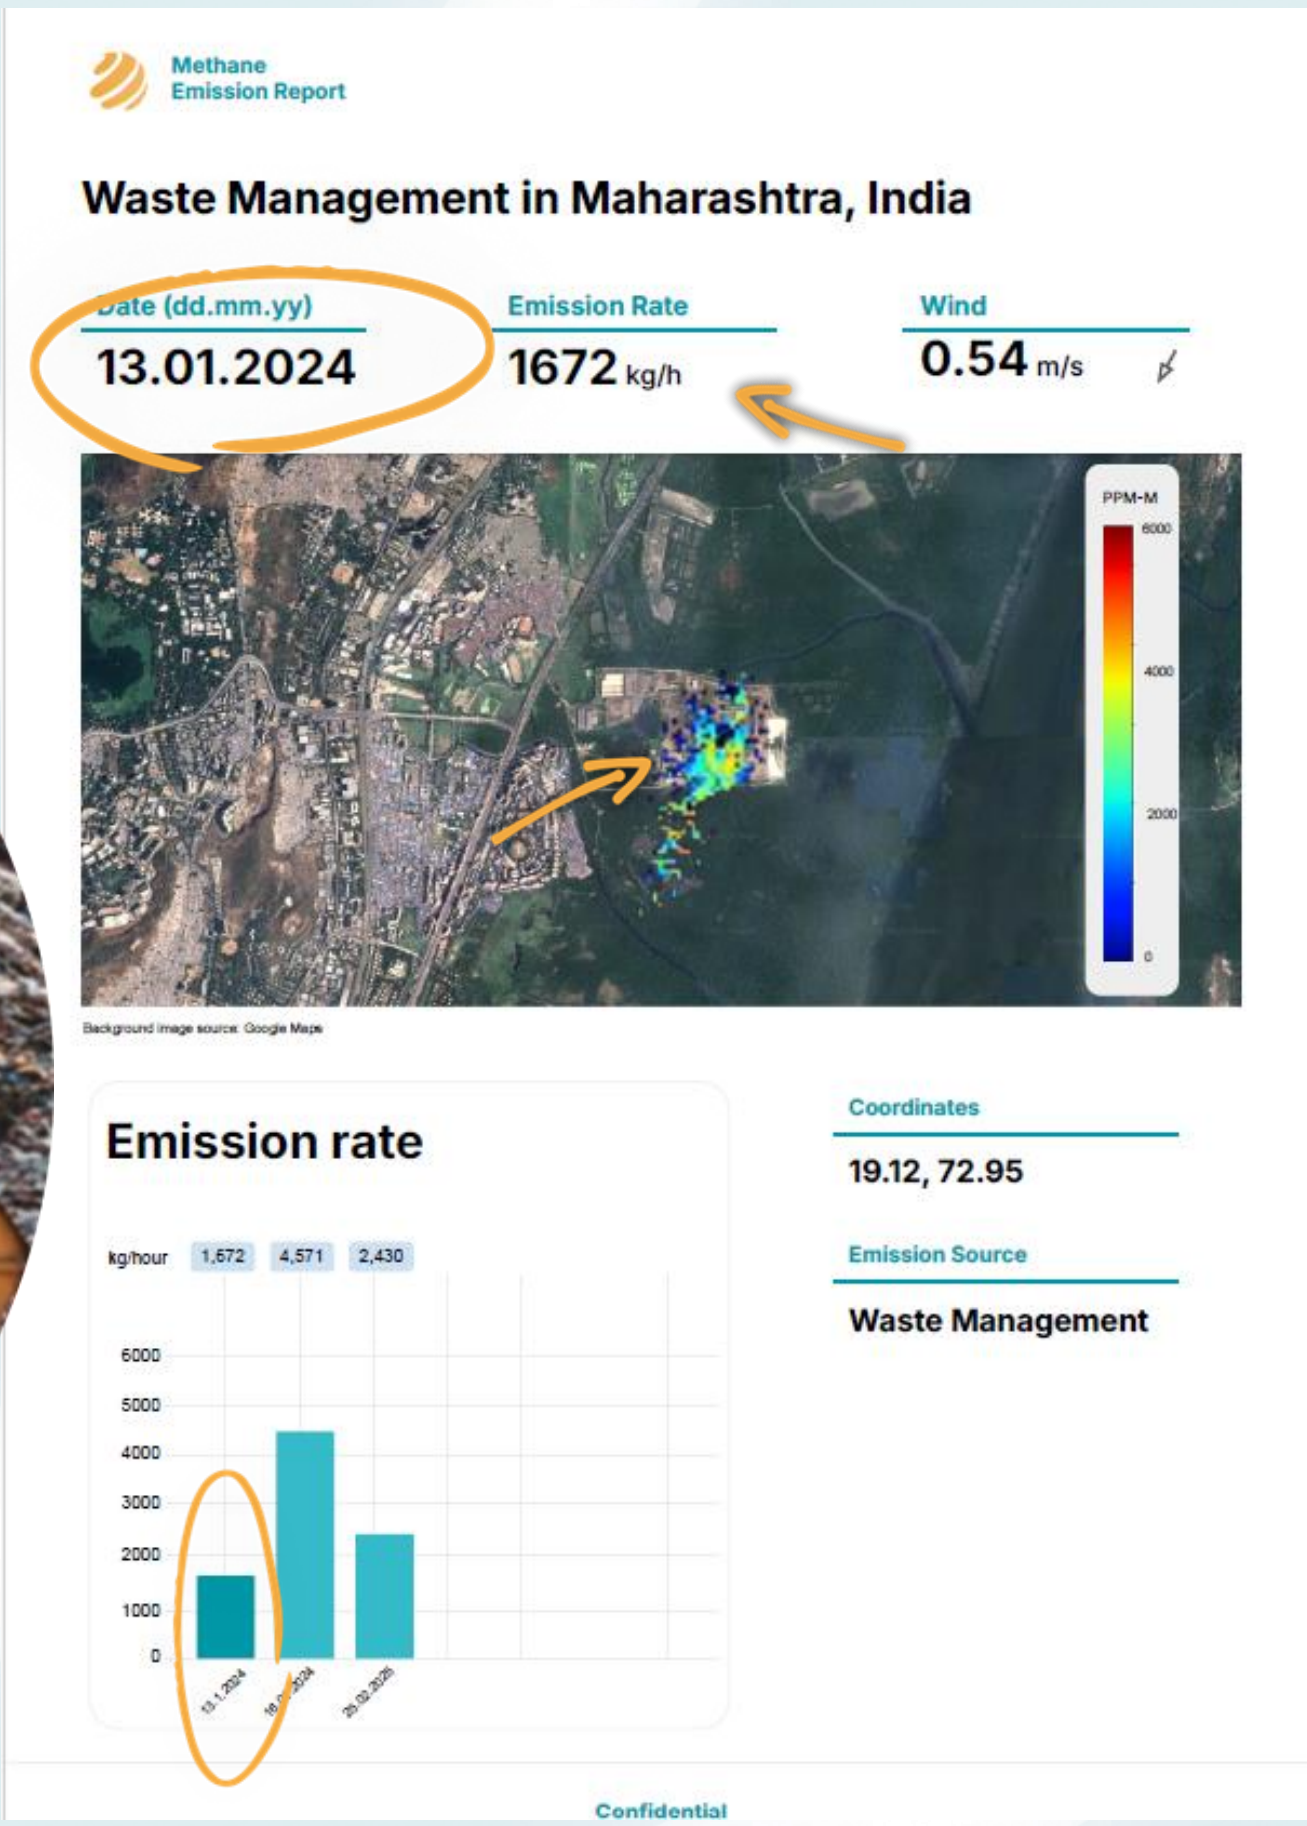 Methane
Emission Report
Waste Management in Maharashtra, India
Date (dd.mm.yy)
13.01.2024
Emission Rate
1672 kg/h
Wind
0.54 m/s
PPM-M
6000
4000
2000
0
Background image source: Google Maps
Emission rate
kg/hour 1,672 4,571 2,430
6000
5000
4000
3000
2000
1000
0
13.1.2024
25.02.2025
Coordinates
19.12, 72.95
Emission Source
Waste Management
Confidential